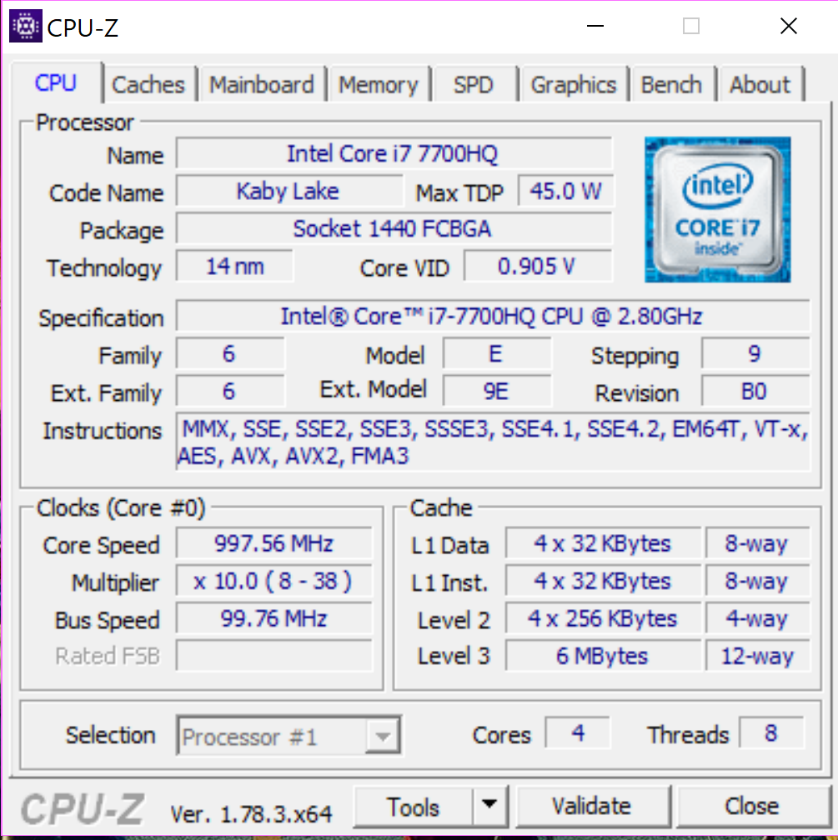 CPU-Z
CPU Caches Mainboard Memory SPD Graphics Bench About
Processor
Name Intel Core i7 7700HQ
Code Name Kaby Lake Max TDP 45.0 W
Package Socket 1440 FCBGA
Technology 14 nm Core VID 0.905 V
intel
CORE™ i7
inside™
Specification Intel® Core™ i7-7700HQ CPU @ 2.80GHz
Family 6 Model E Stepping 9
Ext. Family 6 Ext. Model 9E Revision B0
Instructions MMX, SSE, SSE2, SSE3, SSSE3, SSE4.1, SSE4.2, EM64T, VT-x,
AES, AVX, AVX2, FMA3
Clocks (Core #0)
Core Speed 997.56 MHz
Multiplier x 10.0 ( 8 - 38 )
Bus Speed 99.76 MHz
Rated FSB
Cache
L1 Data 4 x 32 KBytes 8-way
L1 Inst. 4 x 32 KBytes 8-way
Level 2 4 x 256 KBytes 4-way
Level 3 6 MBytes 12-way
Selection Processor #1 Cores 4 Threads 8
CPU-Z Ver. 1.78.3.x64 Tools Validate Close